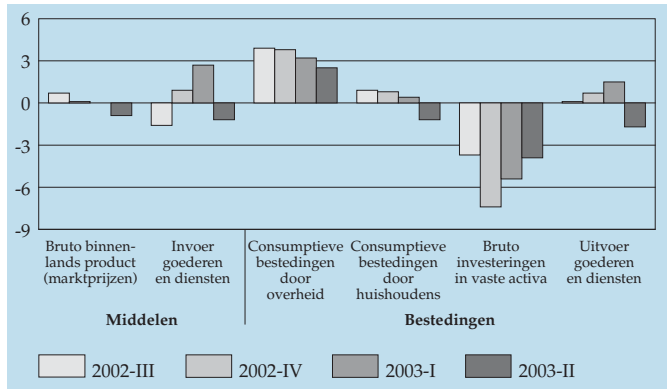 6
3
0
-3
-6
-9
Bruto binnen-
lands product
(marktprijzen)
Invoer
goederen
en diensten
Consumptieve
bestedingen
door
overheid
Consumptieve
bestedingen
door
huishoudens
Bruto
investeringen
in vaste activa
Uitvoer
goederen
en diensten
Middelen
Bestedingen
2002-III
2002-IV
2003-I
2003-II